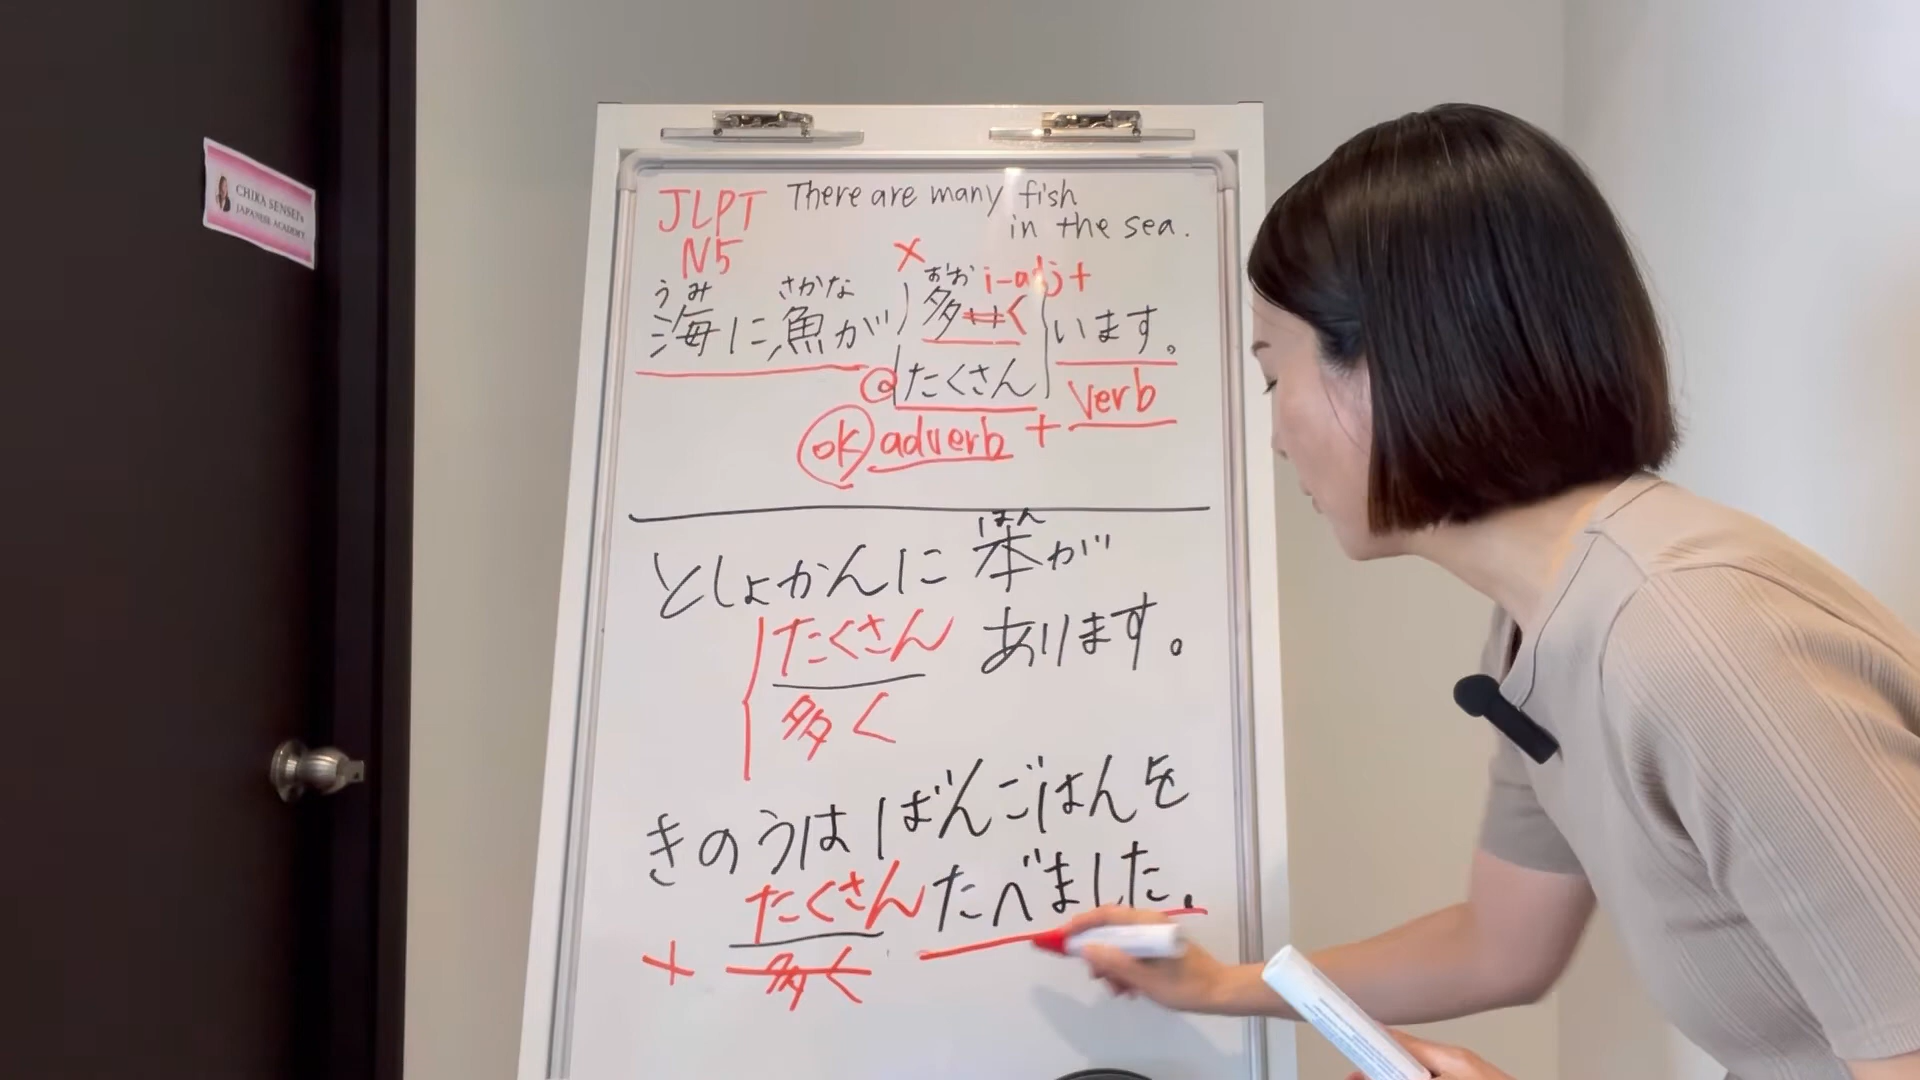 CHIKA SENSEI's
JAPANESE ACADEMY
JLPT
N5
There are many fish
in the sea.
×
おお
i-adj+
うみ さかな
海に魚が
多く
います。
@たくさん
verb
ok adverb +
ほん
としょかんに本が
たくさん あります。
多く
きのうはばんごはんを
たくさんたべました。
× 多く